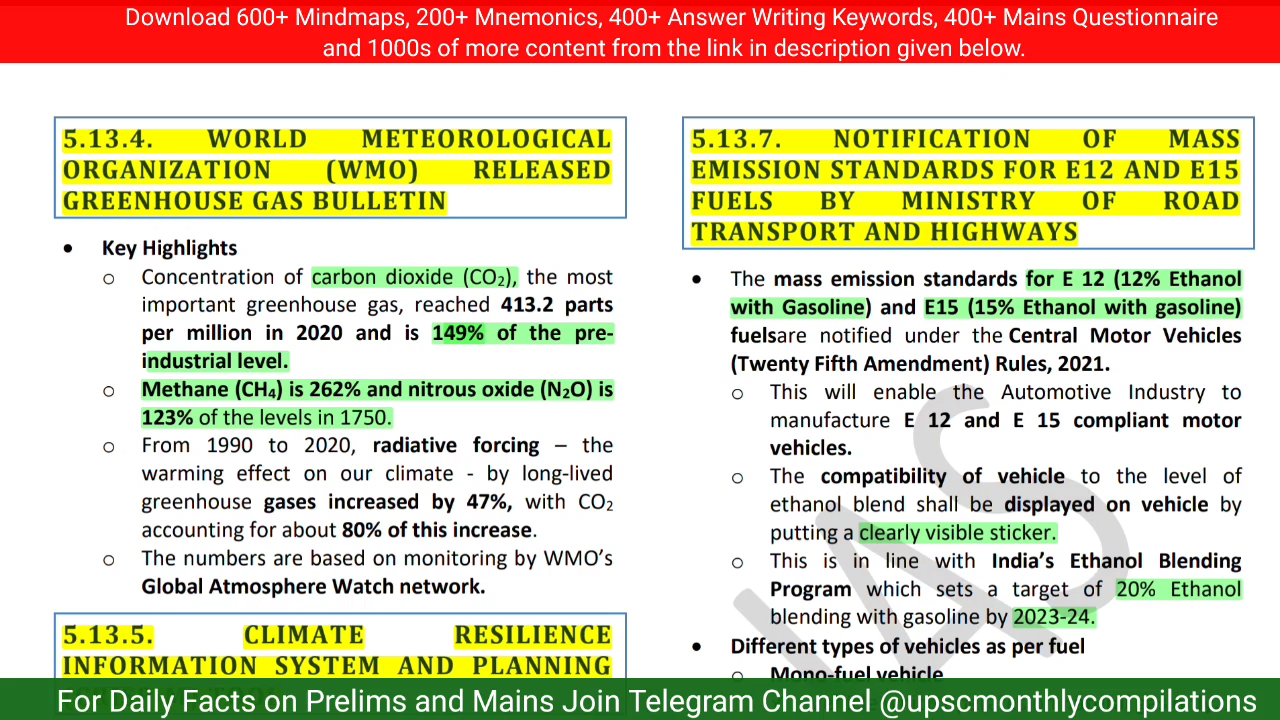 Download 600+ Mindmaps, 200+ Mnemonics, 400+ Answer Writing Keywords, 400+ Mains Questionnaire
and 1000s of more content from the link in description given below.
5.13.4. WORLD METEOROLOGICAL
ORGANIZATION (WMO) RELEASED
GREENHOUSE GAS BULLETIN
• Key Highlights
o Concentration of carbon dioxide (CO₂), the most
important greenhouse gas, reached 413.2 parts
per million in 2020 and is 149% of the pre-
industrial level.
o Methane (CH₄) is 262% and nitrous oxide (N₂O) is
123% of the levels in 1750.
o From 1990 to 2020, radiative forcing – the
warming effect on our climate - by long-lived
greenhouse gases increased by 47%, with CO₂
accounting for about 80% of this increase.
o The numbers are based on monitoring by WMO’s
Global Atmosphere Watch network.
5.13.5. CLIMATE RESILIENCE
INFORMATION SYSTEM AND PLANNING
5.13.7. NOTIFICATION OF MASS
EMISSION STANDARDS FOR E12 AND E15
FUELS BY MINISTRY OF ROAD
TRANSPORT AND HIGHWAYS
• The mass emission standards for E 12 (12% Ethanol
with Gasoline) and E15 (15% Ethanol with gasoline)
fuelsare notified under the Central Motor Vehicles
(Twenty Fifth Amendment) Rules, 2021.
o This will enable the Automotive Industry to
manufacture E 12 and E 15 compliant motor
vehicles.
o The compatibility of vehicle to the level of
ethanol blend shall be displayed on vehicle by
putting a clearly visible sticker.
o This is in line with India’s Ethanol Blending
Program which sets a target of 20% Ethanol
blending with gasoline by 2023-24.
• Different types of vehicles as per fuel
o Mono-fuel vehicle
IAS
For Daily Facts on Prelims and Mains Join Telegram Channel @upscmonthlycompilations